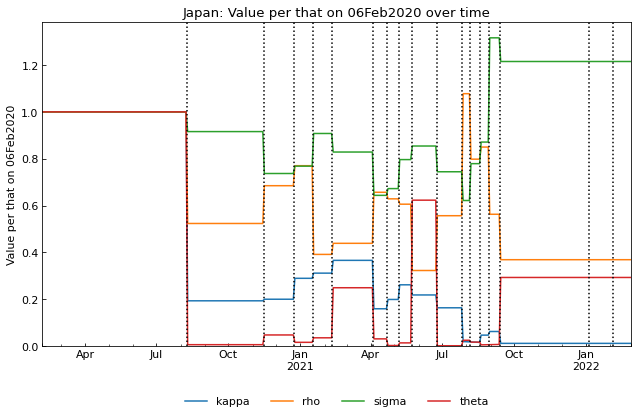 Japan: Value per that on 06Feb2020 over time
Value per that on 06Feb2020
1.2
1.0
0.8
0.6
0.4
0.2
0.0
Apr Jul Oct Jan Apr Jul Oct Jan
2021 2022
kappa rho sigma theta